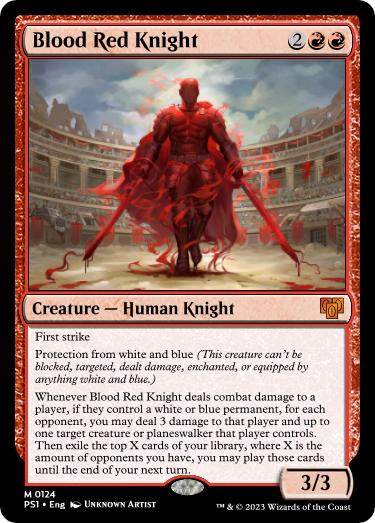 Blood Red Knight 2
Creature — Human Knight
First strike
Protection from white and blue (This creature can't be
blocked, targeted, dealt damage, enchanted, or equipped by
anything white and blue.)
Whenever Blood Red Knight deals combat damage to a
player, if they control a white or blue permanent, for each
opponent, you may deal 3 damage to that player and up to
one target creature or planeswalker that player controls.
Then exile the top X cards of your library, where X is the
amount of opponents you have, you may play those cards
until the end of your next turn.
3/3
M 0124
PS1 • Eng Unknown Artist
™ & © 2023 Wizards of the Coast